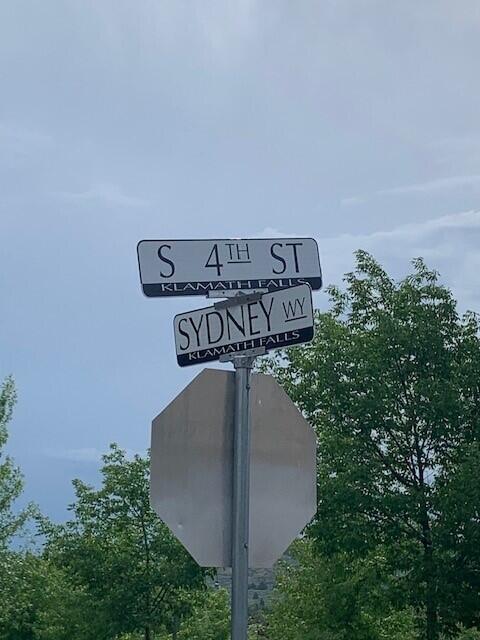 S 4TH ST
KLAMATH FALLS
SYDNEY WY
KLAMATH FALLS